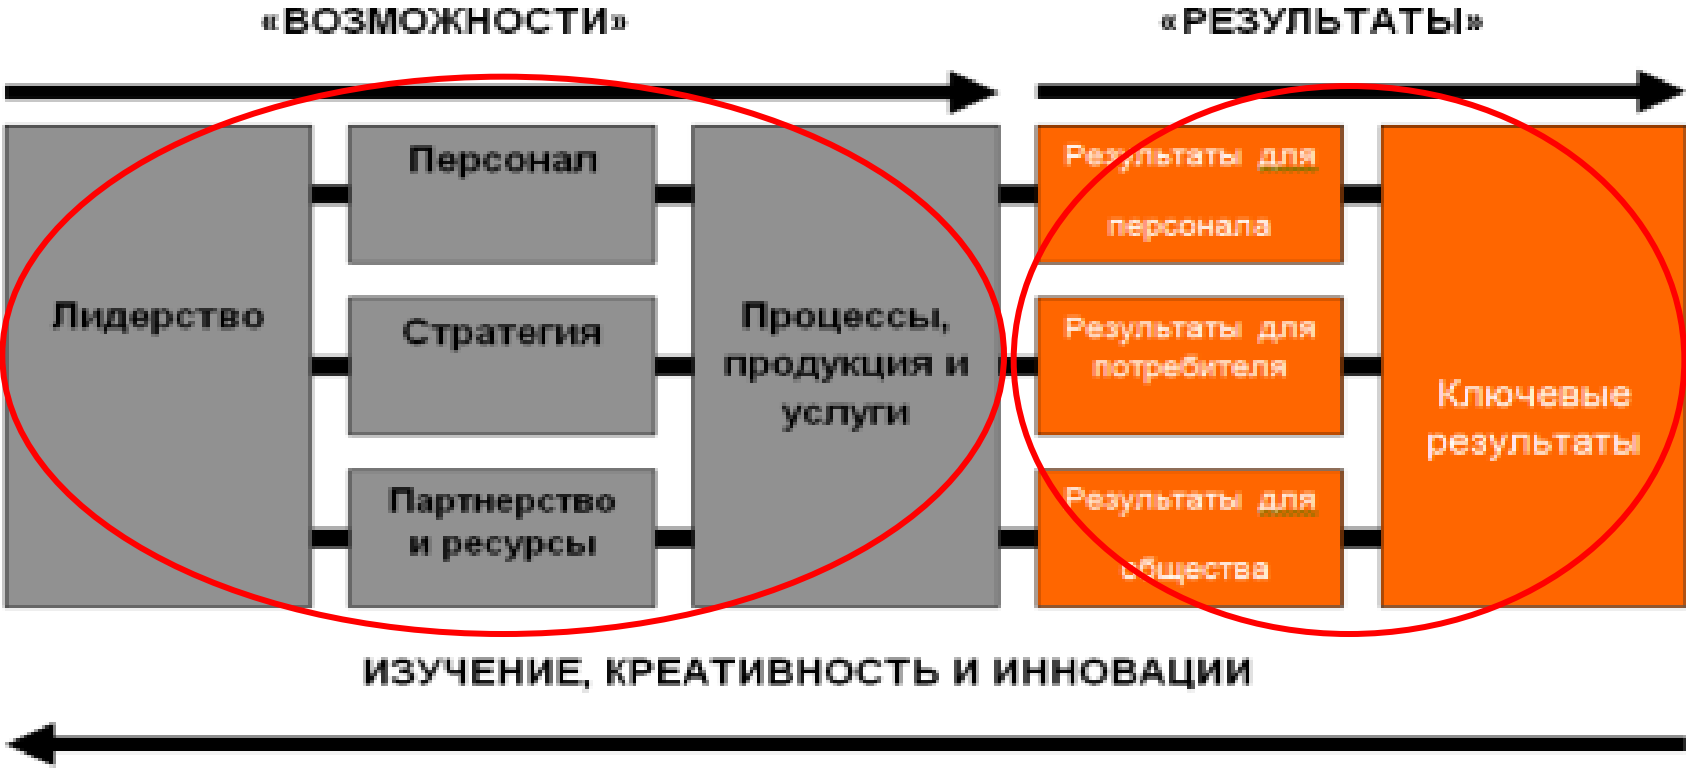 «ВОЗМОЖНОСТИ»
«РЕЗУЛЬТАТЫ»
Лидерство
Персонал
Стратегия
Партнерство
и ресурсы
Процессы,
продукция и
услуги
Результаты для
персонала
Результаты для
потребителя
Результаты для
общества
Ключевые
результаты
ИЗУЧЕНИЕ, КРЕАТИВНОСТЬ И ИННОВАЦИИ